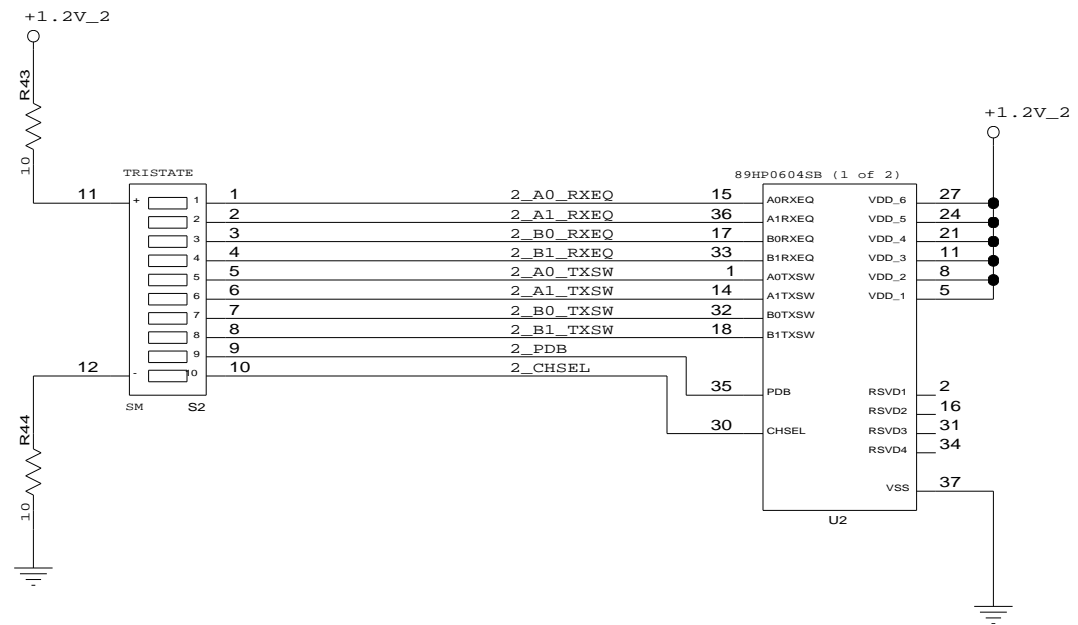 +1.2V_2
R43
10
+1.2V_2
TRISTATE
89HP0604SB (1 of 2)
11 + 1 1 2_A0_RXEQ 15 A0RXEQ VDD_6 27
2 2 2_A1_RXEQ 36 A1RXEQ VDD_5 24
3 3 2_B0_RXEQ 17 B0RXEQ VDD_4 21
4 4 2_B1_RXEQ 33 B1RXEQ VDD_3 11
5 5 2_A0_TXSW 1 A0TXSW VDD_2 8
6 6 2_A1_TXSW 14 A1TXSW VDD_1 5
7 7 2_B0_TXSW 32 B0TXSW
8 8 2_B1_TXSW 18 B1TXSW
9 9 2_PDB
12 - 10 10 2_CHSEL
35 PDB RSVD1 2
RSVD2 16
30 CHSEL RSVD3 31
RSVD4 34
SM S2
R44
10
VSS 37
U2